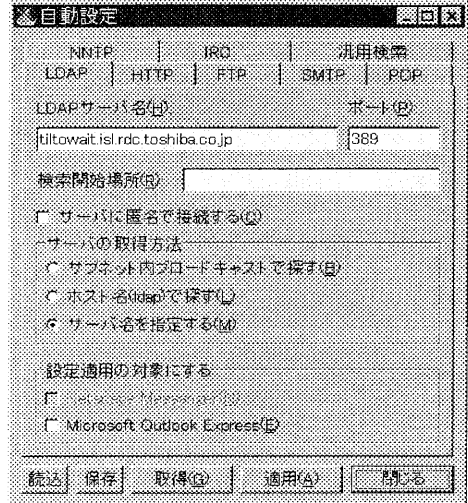 自動設定
NNTP IRC 汎用検索
LDAP HTTP FTP SMTP POP
LDAPサーバ名(H) ポート(P)
tiltowait.isl.rdc.toshiba.co.jp 389
検索開始場所(R)
サーバに匿名で接続する(C)
サーバの取得方法
サブネット内ブロードキャストで探す(B)
ホスト名(ldap)で探す(L)
サーバ名を指定する(M)
設定適用の対象にする
Netscape Messenger(N)
Microsoft Outlook Express(E)
読込 保存 取得(G) 適用(A) 閉じる